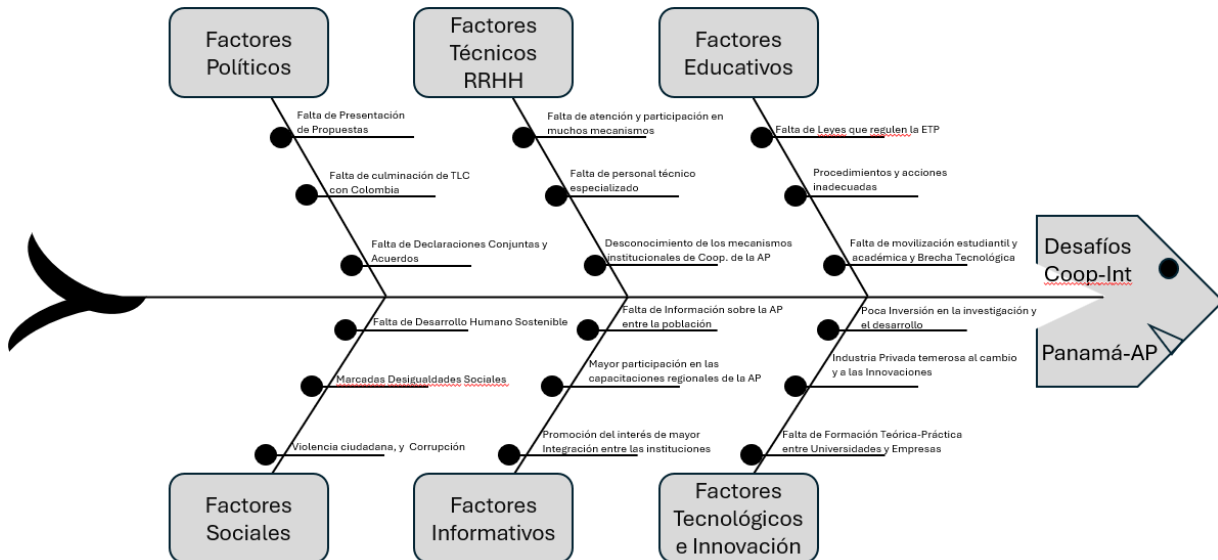 Factores
Políticos
Factores
Técnicos
RRHH
Factores
Educativos
Falta de Presentación
de Propuestas
Falta de culminación de TLC
con Colombia
Falta de Declaraciones Conjuntas y
Acuerdos
Falta de atención y participación en
muchos mecanismos
Falta de personal técnico
especializado
Desconocimiento de los mecanismos
institucionales de Coop. de la AP
Falta de Leyes que regulen la ETP
Procedimientos y acciones
inadecuadas
Falta de movilización estudiantil y
académica y Brecha Tecnológica
Desafíos
Coop-Int
Panamá-AP
Falta de Desarrollo Humano Sostenible
Marcadas Desigualdades Sociales
Violencia ciudadana, y Corrupción
Falta de Información sobre la AP
entre la población
Mayor participación en las
capacitaciones regionales de la AP
Promoción del interés de mayor
Integración entre las instituciones
Poca Inversión en la investigación y
el desarrollo
Industria Privada temerosa al cambio
y a las Innovaciones
Falta de Formación Teórica-Práctica
entre Universidades y Empresas
Factores
Sociales
Factores
Informativos
Factores
Tecnológicos
e Innovación